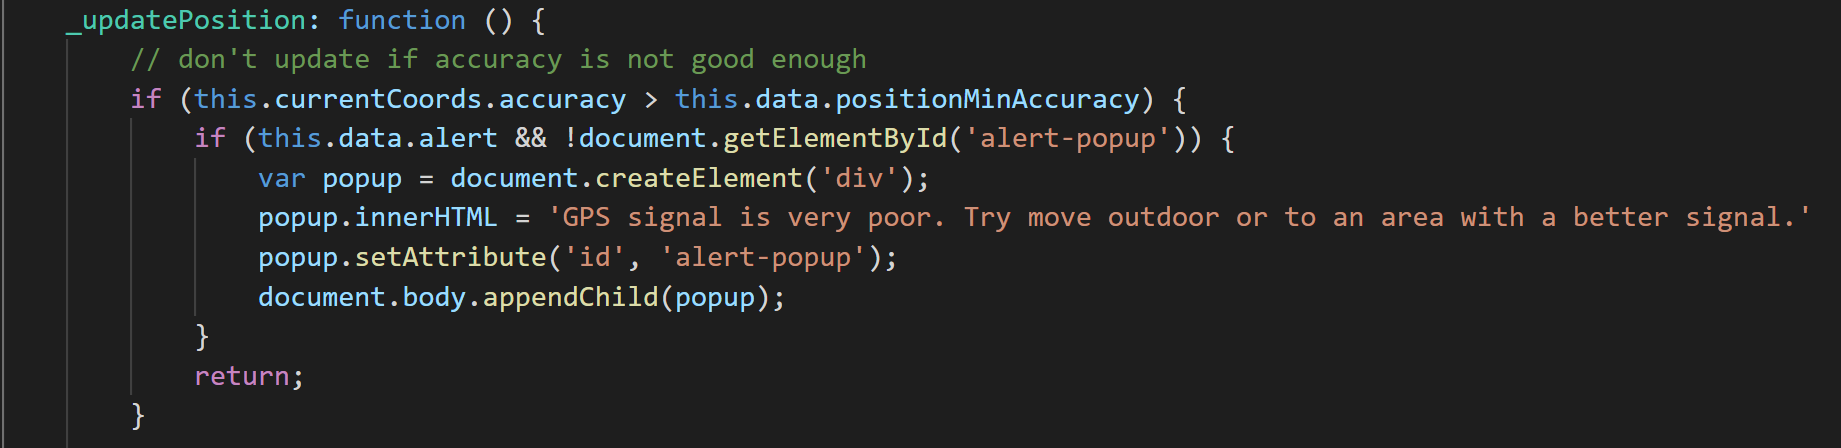 _updatePosition: function () {
// don't update if accuracy is not good enough
if (this.currentCoords.accuracy > this.data.positionMinAccuracy) {
if (this.data.alert && !document.getElementById('alert-popup')) {
var popup = document.createElement('div');
popup.innerHTML = 'GPS signal is very poor. Try move outdoor or to an area with a better signal.'
popup.setAttribute('id', 'alert-popup');
document.body.appendChild(popup);
}
return;
}